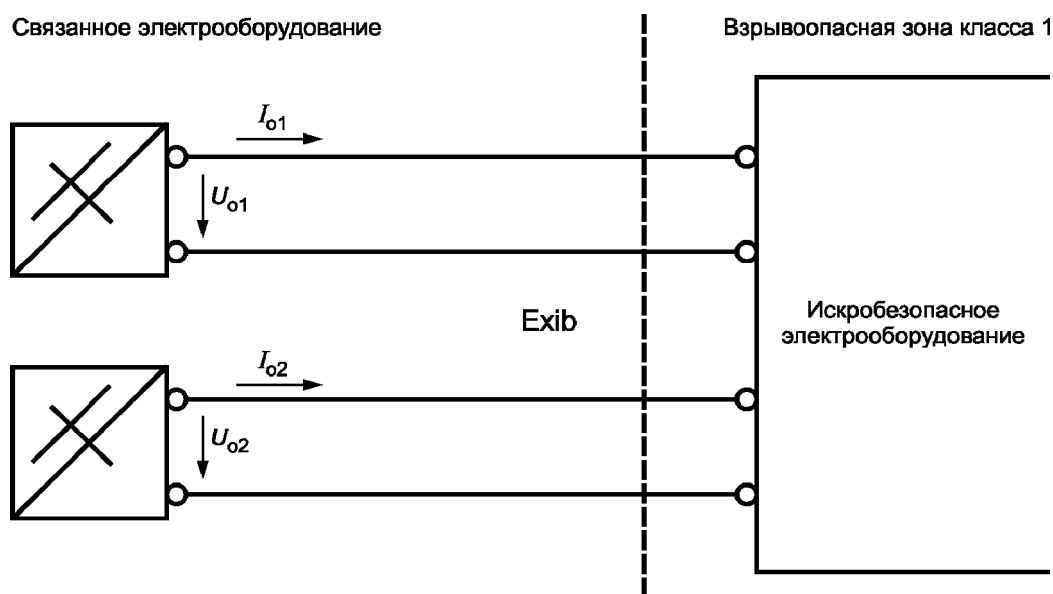 Связанное электрооборудование
Взрывоопасная зона класса 1
Io1
Uo1
Exib
Искробезопасное
электрооборудование
Io2
Uo2